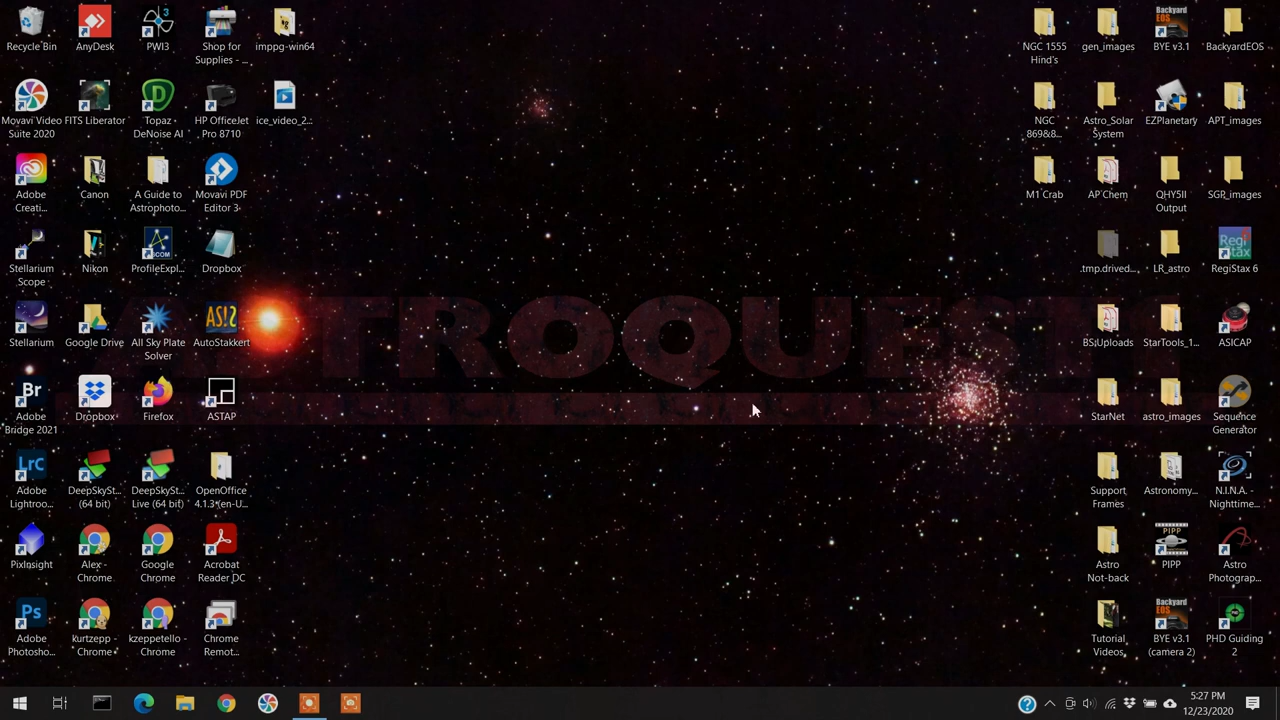 Recycle Bin
AnyDesk
PWI3
Shop for
Supplies - ...
imppg-win64
Movavi Video
Suite 2020
FITS Liberator
Topaz
DeNoise AI
HP OfficeJet
Pro 8710
ice_video_2...
Adobe
Creati...
Canon
A Guide to
Astrophoto...
Movavi PDF
Editor 3
Stellarium
Scope
Nikon
ProfileExpl...
Dropbox
Stellarium
Google Drive
All Sky Plate
Solver
AutoStakkert
Adobe
Bridge 2021
Dropbox
Firefox
ASTAP
Adobe
Lightroo...
DeepSkySt...
(64 bit)
DeepSkySt...
Live (64 bit)
OpenOffice
4.1.3 (en-U...
PixInsight
Alex -
Chrome
Google
Chrome
Acrobat
Reader DC
Adobe
Photosho...
kurtzepp -
Chrome
kzeppetello -
Chrome
Chrome
Remot...
ASTROQUESTS
NGC 1555
Hind's
gen_images
BYE v3.1
BackyardEOS
NGC
869&8...
Astro_Solar
System
EZPlanetary
APT_images
M1 Crab
AP Chem
QHY5II
Output
SGP_images
.tmp.drived...
LR_astro
RegiStax 6
BS_Uploads
StarTools_1...
ASICAP
StarNet
astro_images
Sequence
Generator
Support
Frames
Astronomy...
N.I.N.A. -
Nighttime...
Astro
Not-back
PIPP
Astro
Photograp...
Tutorial
Videos
BYE v3.1
(camera 2)
PHD Guiding
2
5:27 PM
12/23/2020